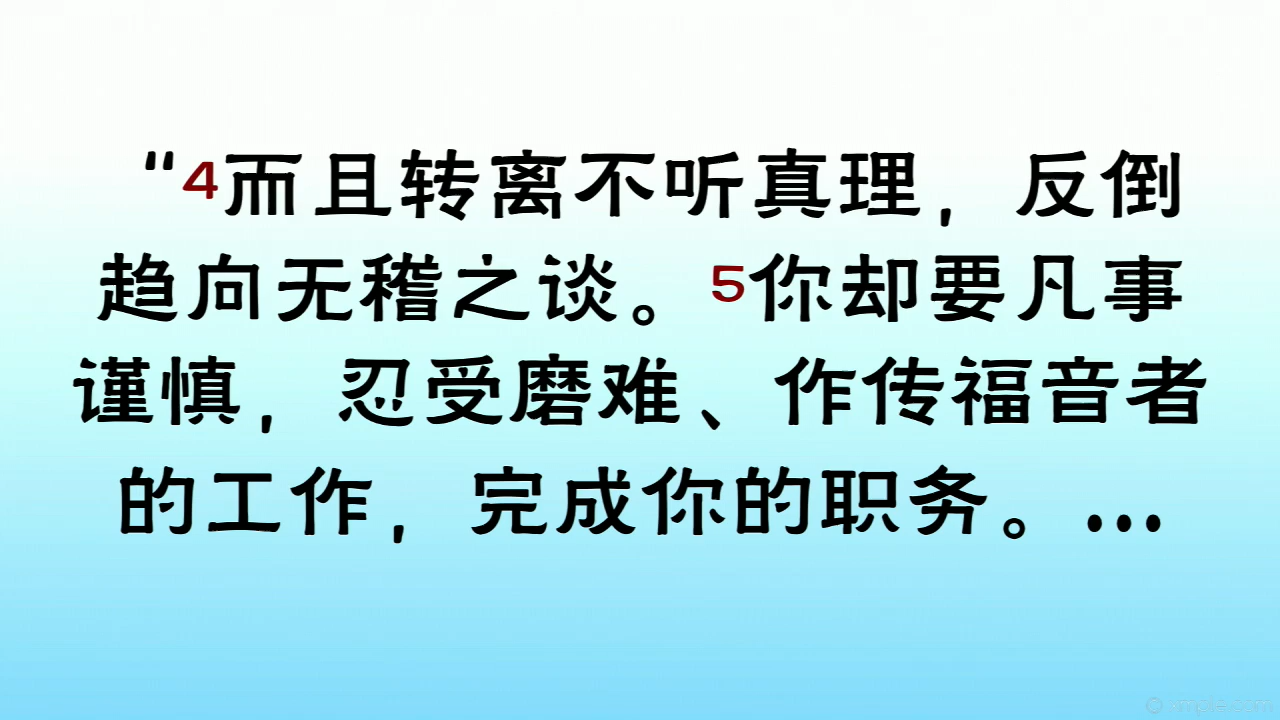 “4而且转离不听真理，反倒
趋向无稽之谈。5你却要凡事
谨慎，忍受磨难、作传福音者
的工作，完成你的职务。…